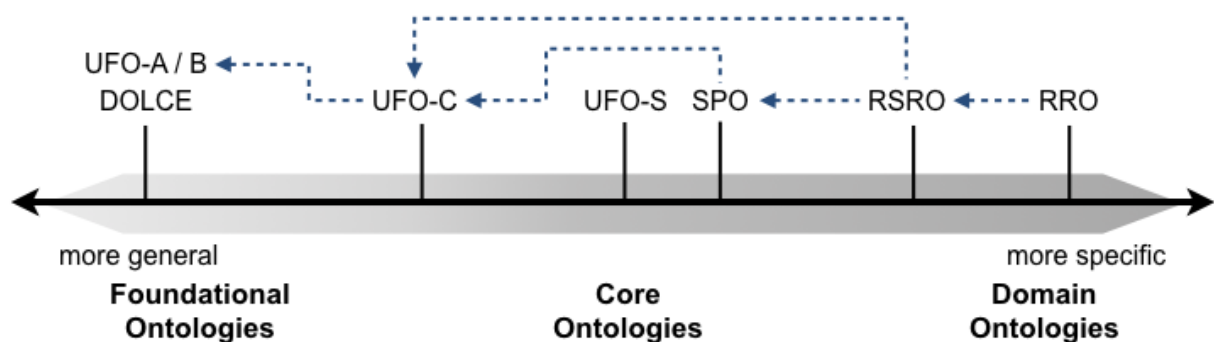 UFO-A / B
DOLCE
UFO-C
UFO-S
SPO
RSRO
RRO
more general
more specific
Foundational
Ontologies
Core
Ontologies
Domain
Ontologies